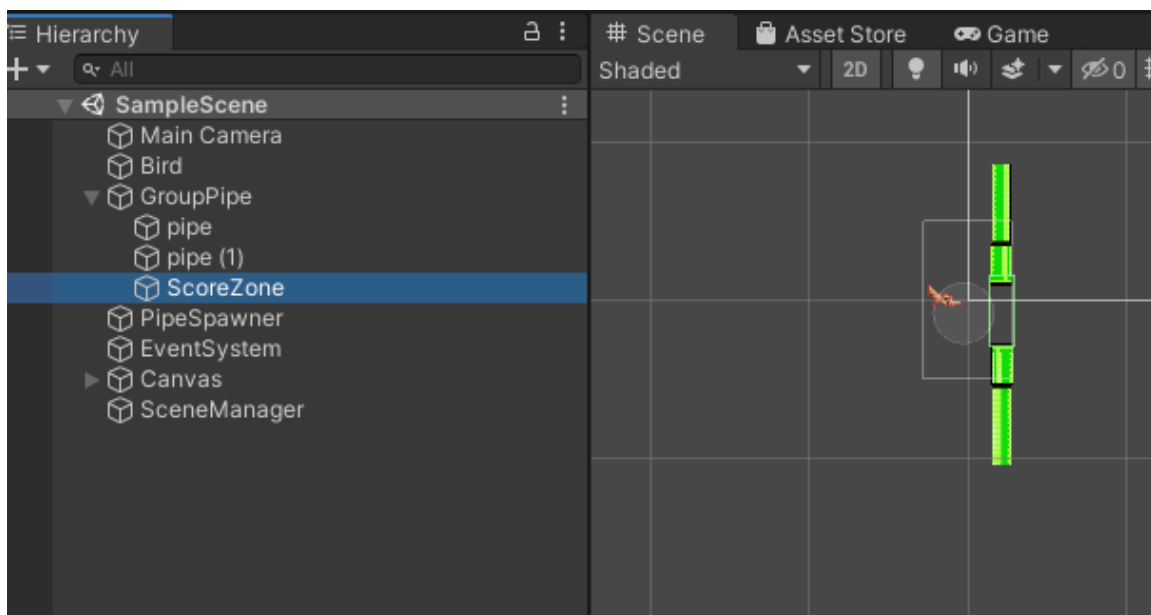 Hierarchy
# Scene
Asset Store
Game
All
Shaded
2D
0
SampleScene
Main Camera
Bird
GroupPipe
pipe
pipe (1)
ScoreZone
PipeSpawner
EventSystem
Canvas
SceneManager